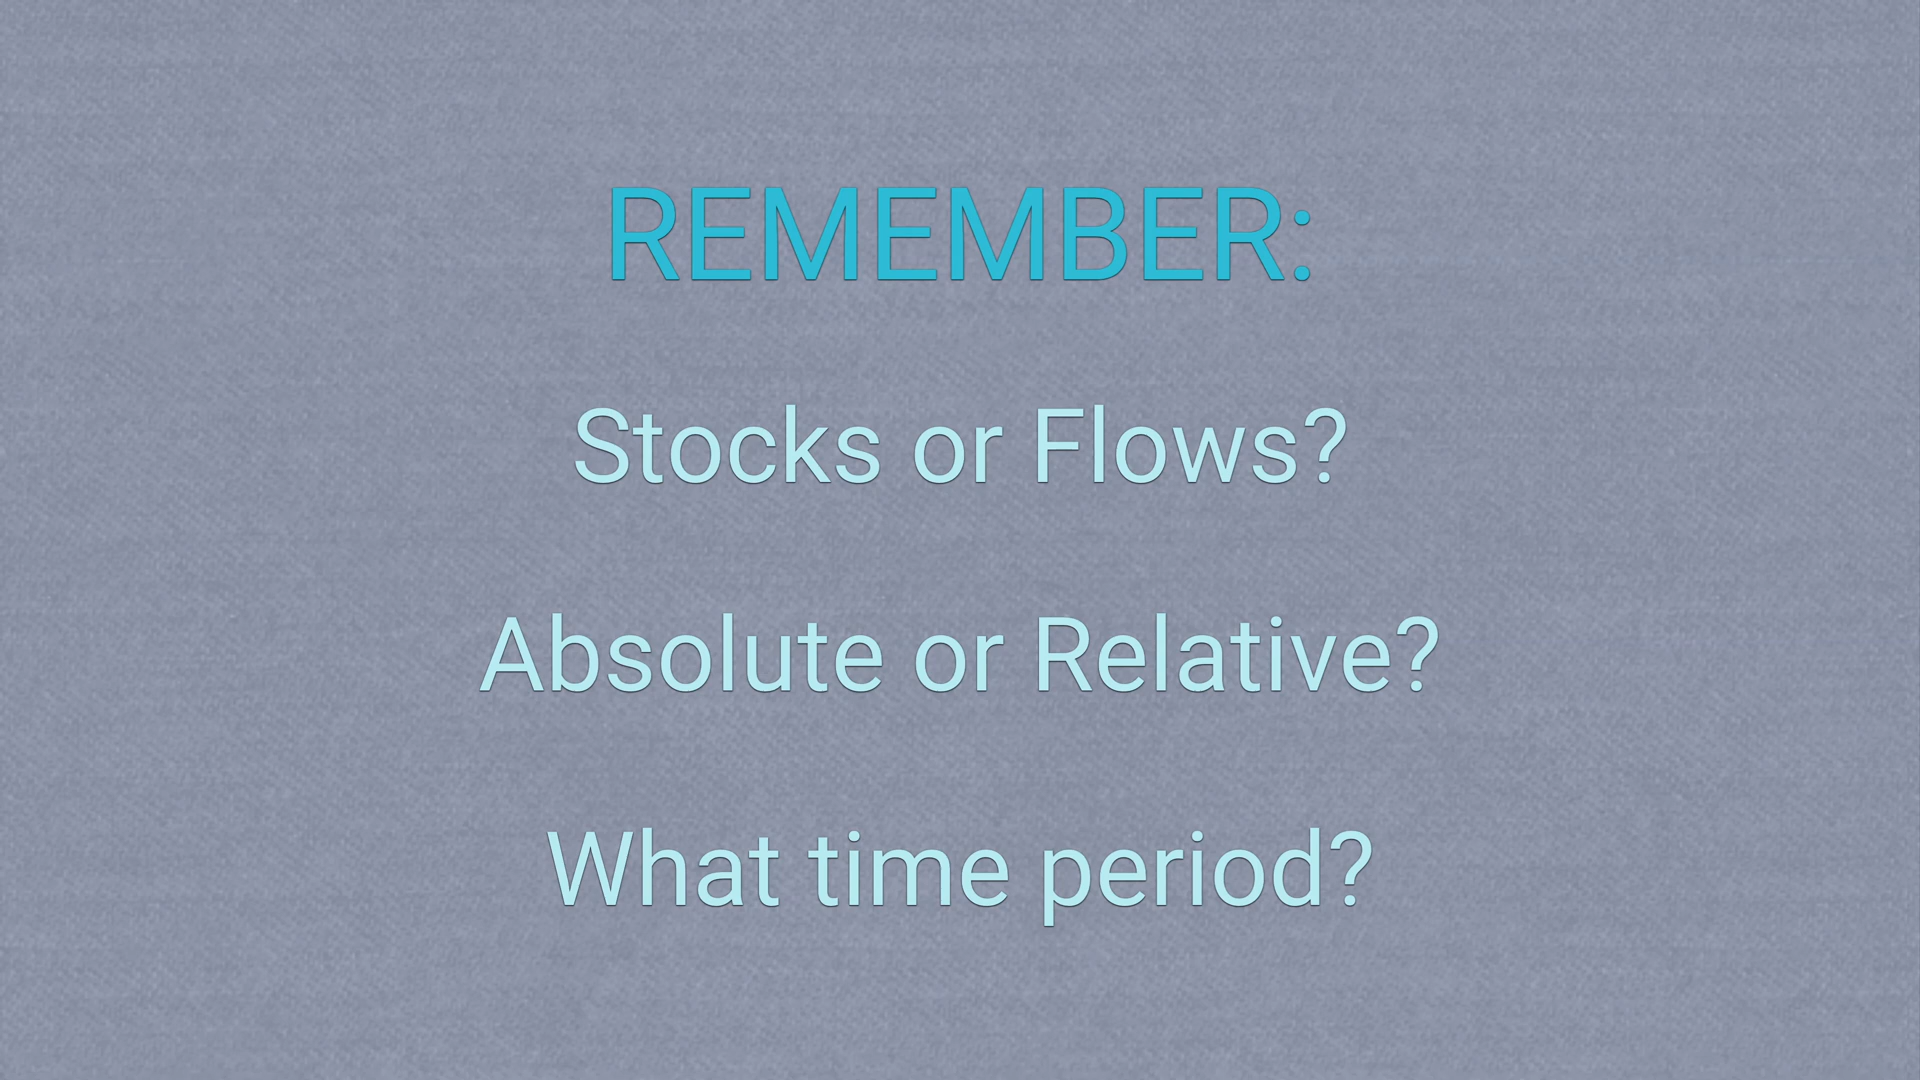 REMEMBER:
Stocks or Flows?
Absolute or Relative?
What time period?